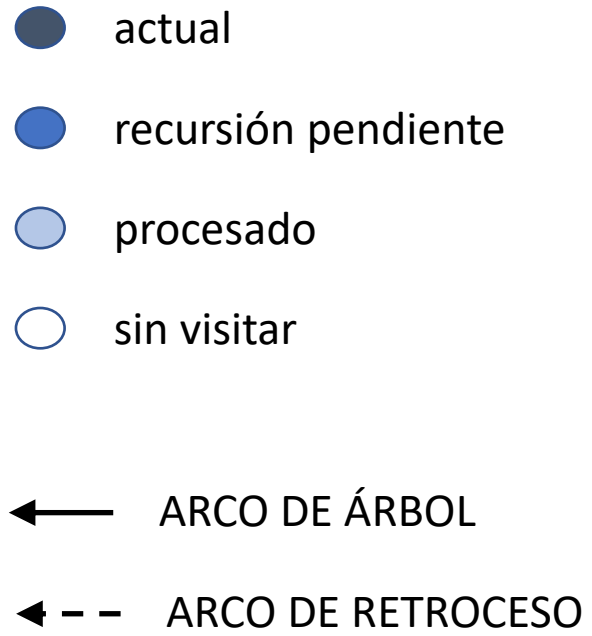 actual
recursión pendiente
procesado
sin visitar
ARCO DE ÁRBOL
ARCO DE RETROCESO